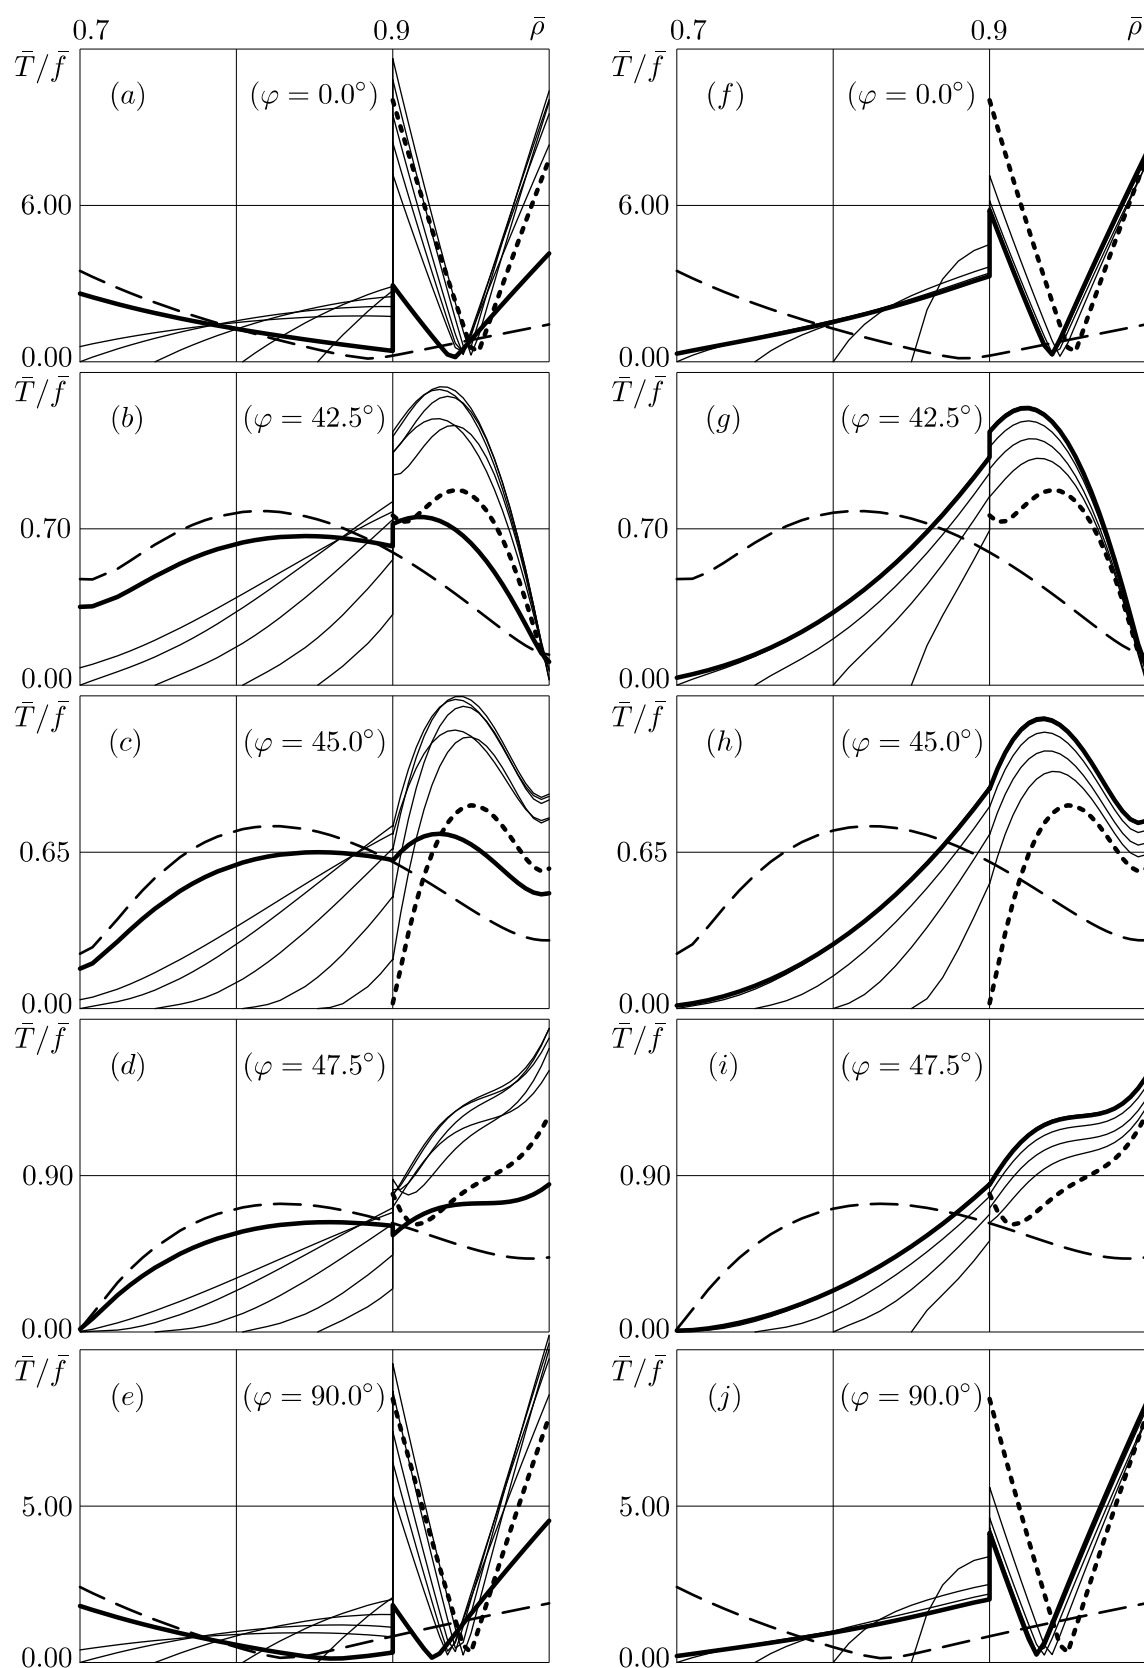 0.7 0.9 ρ̄ 0.7 0.9 ρ̄
T̄/f̄ (a) (φ = 0.0°) T̄/f̄ (f) (φ = 0.0°)
6.00 6.00
0.00 0.00
T̄/f̄ (b) (φ = 42.5°) T̄/f̄ (g) (φ = 42.5°)
0.70 0.70
0.00 0.00
T̄/f̄ (c) (φ = 45.0°) T̄/f̄ (h) (φ = 45.0°)
0.65 0.65
0.00 0.00
T̄/f̄ (d) (φ = 47.5°) T̄/f̄ (i) (φ = 47.5°)
0.90 0.90
0.00 0.00
T̄/f̄ (e) (φ = 90.0°) T̄/f̄ (j) (φ = 90.0°)
5.00 5.00
0.00 0.00